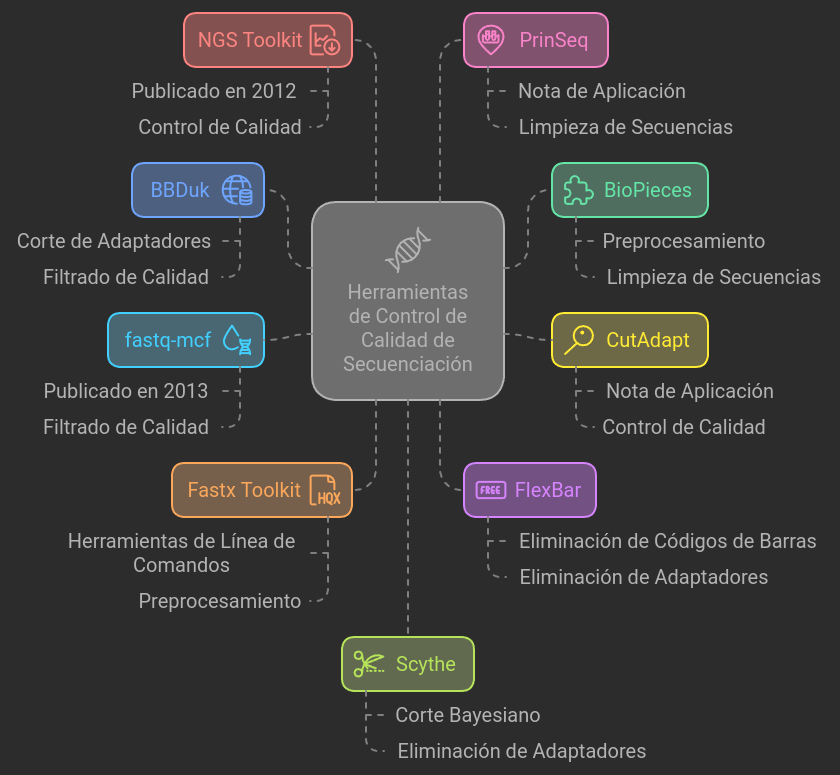 NGS Toolkit
Publicado en 2012
Control de Calidad
PrinSeq
Nota de Aplicación
Limpieza de Secuencias
BBDuk
Corte de Adaptadores
Filtrado de Calidad
BioPieces
Preprocesamiento
Limpieza de Secuencias
Herramientas
de Control de
Calidad de
Secuenciación
fastq-mcf
Publicado en 2013
Filtrado de Calidad
CutAdapt
Nota de Aplicación
Control de Calidad
Fastx Toolkit
HQX
Herramientas de Línea de
Comandos
Preprocesamiento
FREE
FlexBar
Eliminación de Códigos de Barras
Eliminación de Adaptadores
Scythe
Corte Bayesiano
Eliminación de Adaptadores